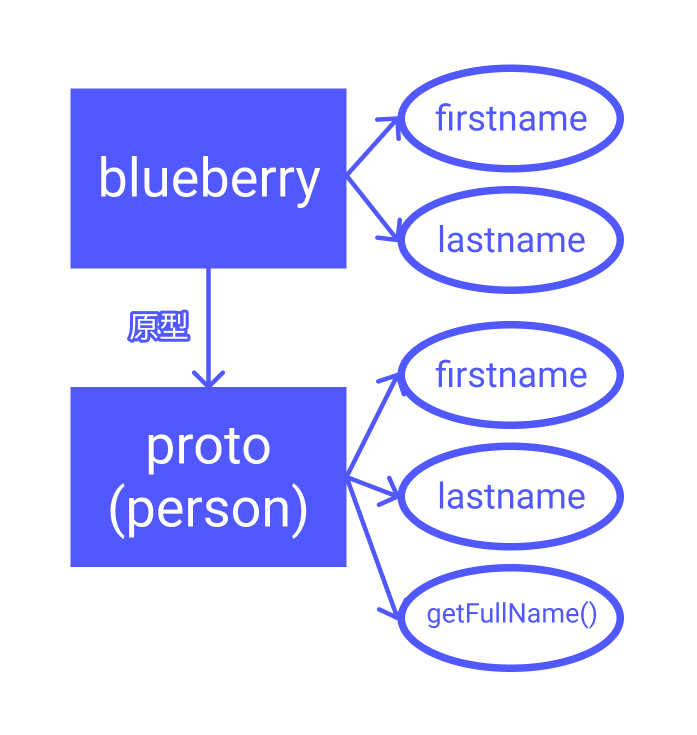 blueberry
firstname
lastname
原型
proto
(person)
firstname
lastname
getFullName()